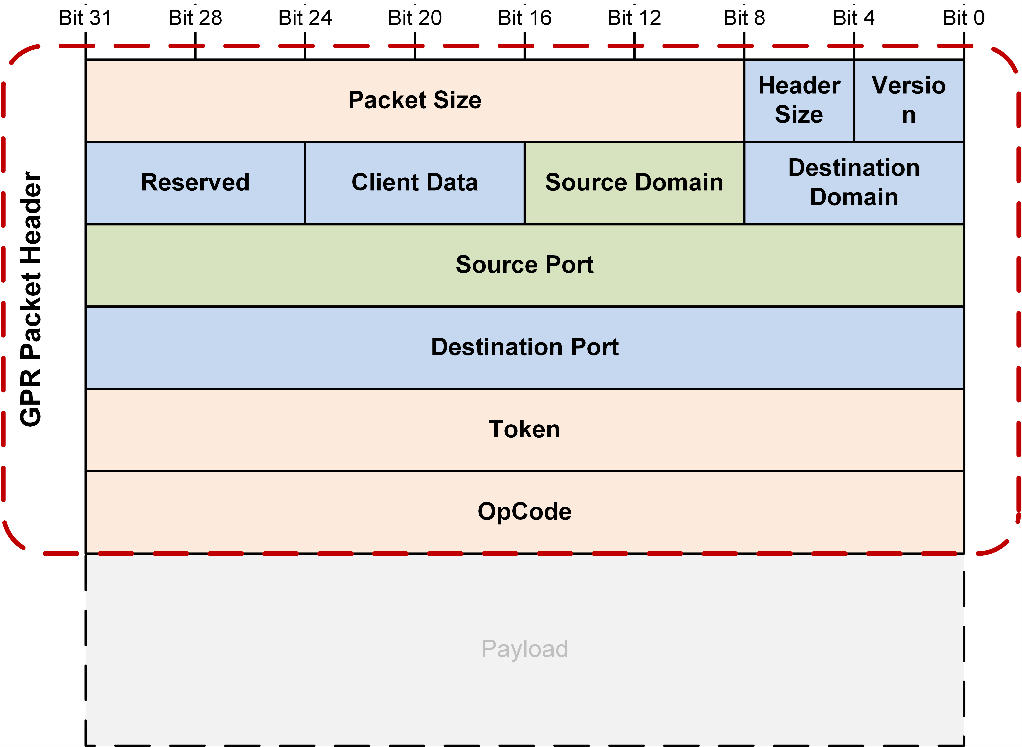 Bit 31 Bit 28 Bit 24 Bit 20 Bit 16 Bit 12 Bit 8 Bit 4 Bit 0
GPR Packet Header
Packet Size
Header
Size
Versio
n
Reserved
Client Data
Source Domain
Destination
Domain
Source Port
Destination Port
Token
OpCode
Payload